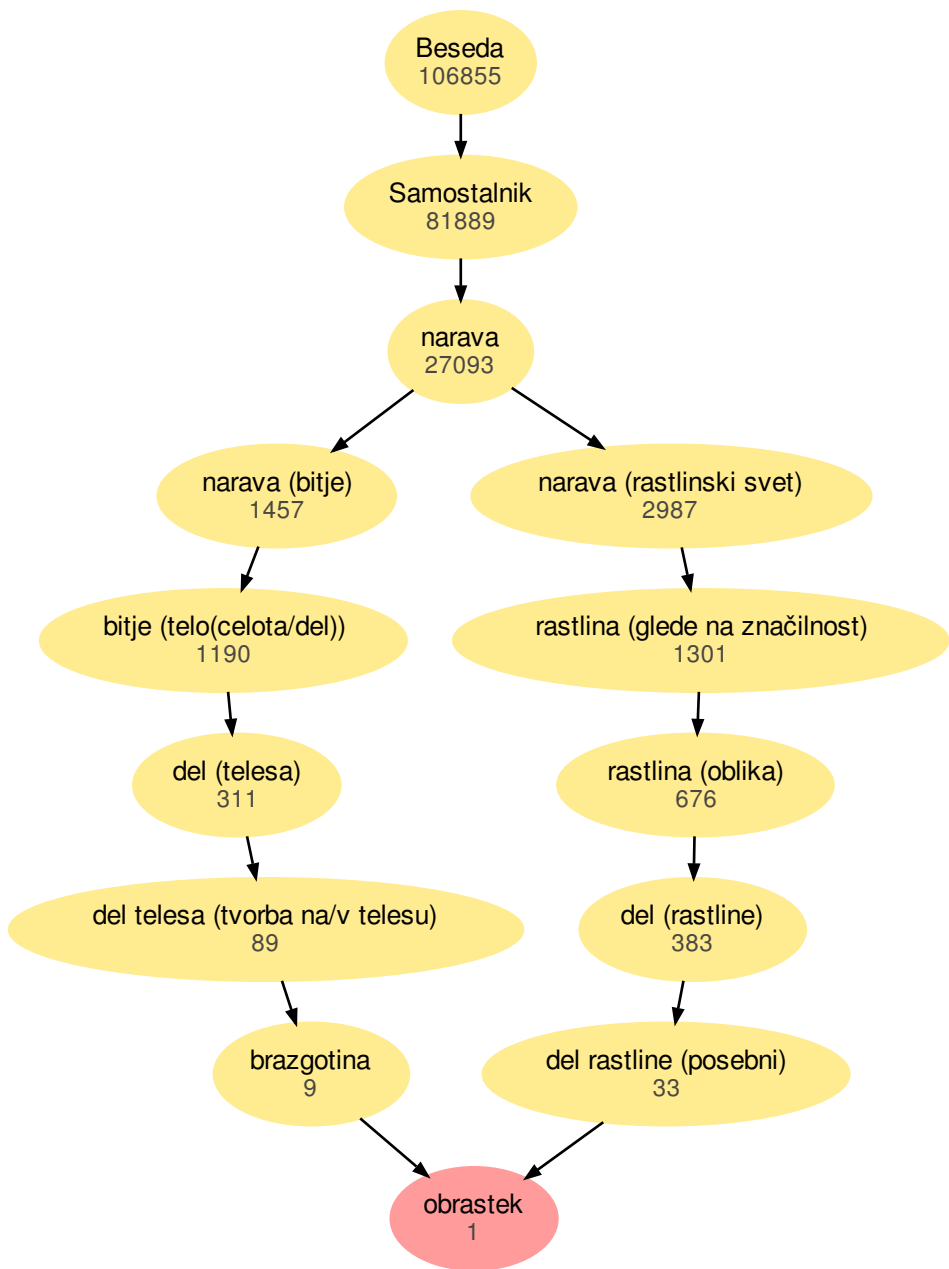 Beseda
106855
Samostalnik
81889
narava
27093
narava (bitje)
1457
narava (rastlinski svet)
2987
bitje (telo(celota/del))
1190
rastlina (glede na značilnost)
1301
del (telesa)
311
rastlina (oblika)
676
del telesa (tvorba na/v telesu)
89
del (rastline)
383
brazgotina
9
del rastline (posebni)
33
obrastek
1